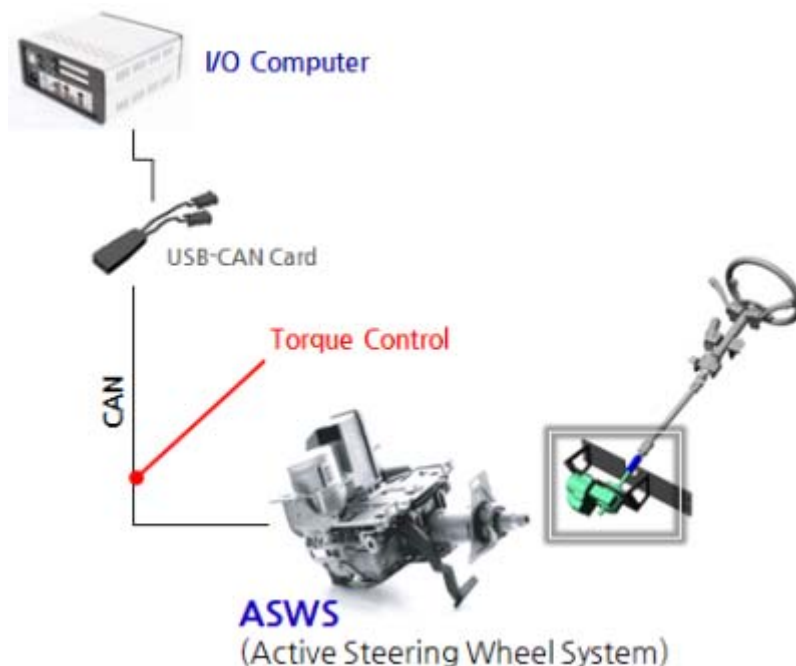 I/O Computer
USB-CAN Card
Torque Control
CAN
ASWS
(Active Steering Wheel System)